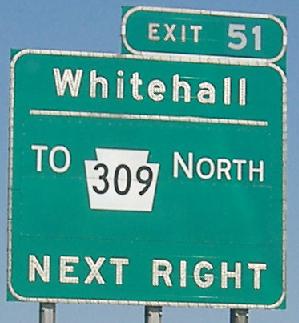 EXIT 51
Whitehall
TO 309 NORTH
NEXT RIGHT